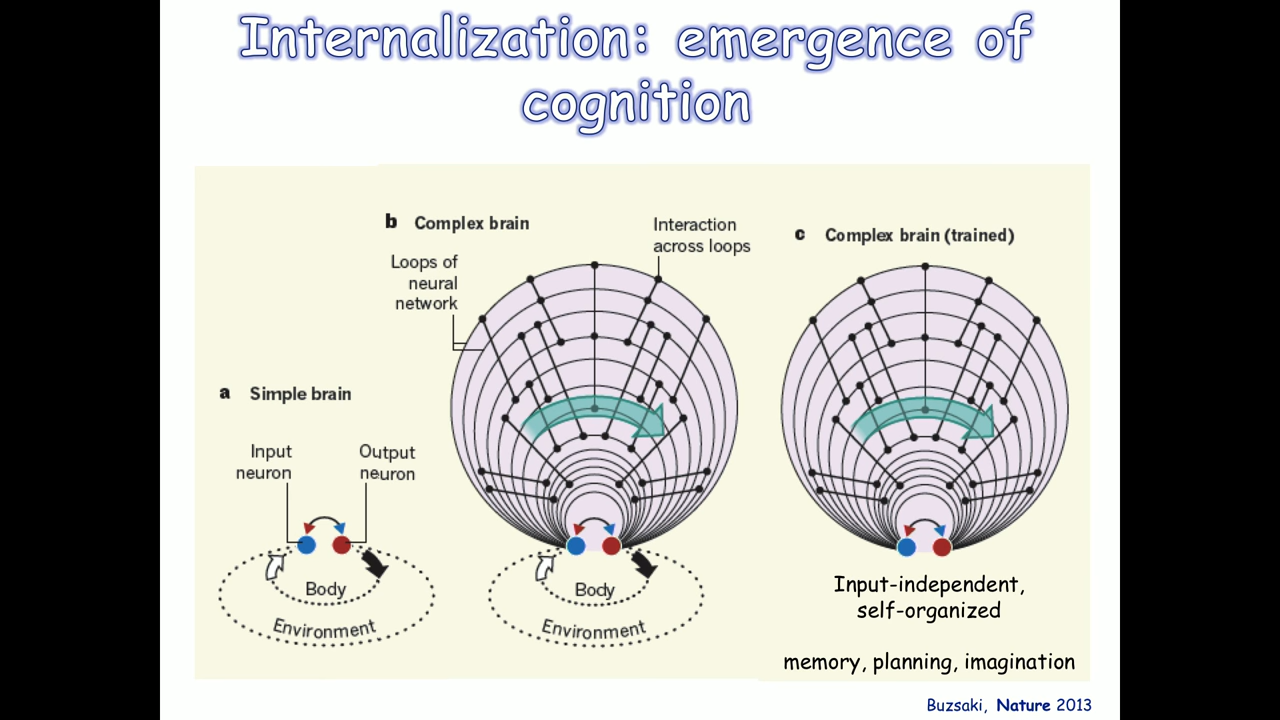 Internalization: emergence of
cognition
a Simple brain
Input
neuron
Output
neuron
Body
Environment
b Complex brain
Loops of
neural
network
Interaction
across loops
Body
Environment
c Complex brain (trained)
Input-independent,
self-organized
memory, planning, imagination
Buzsaki, Nature 2013